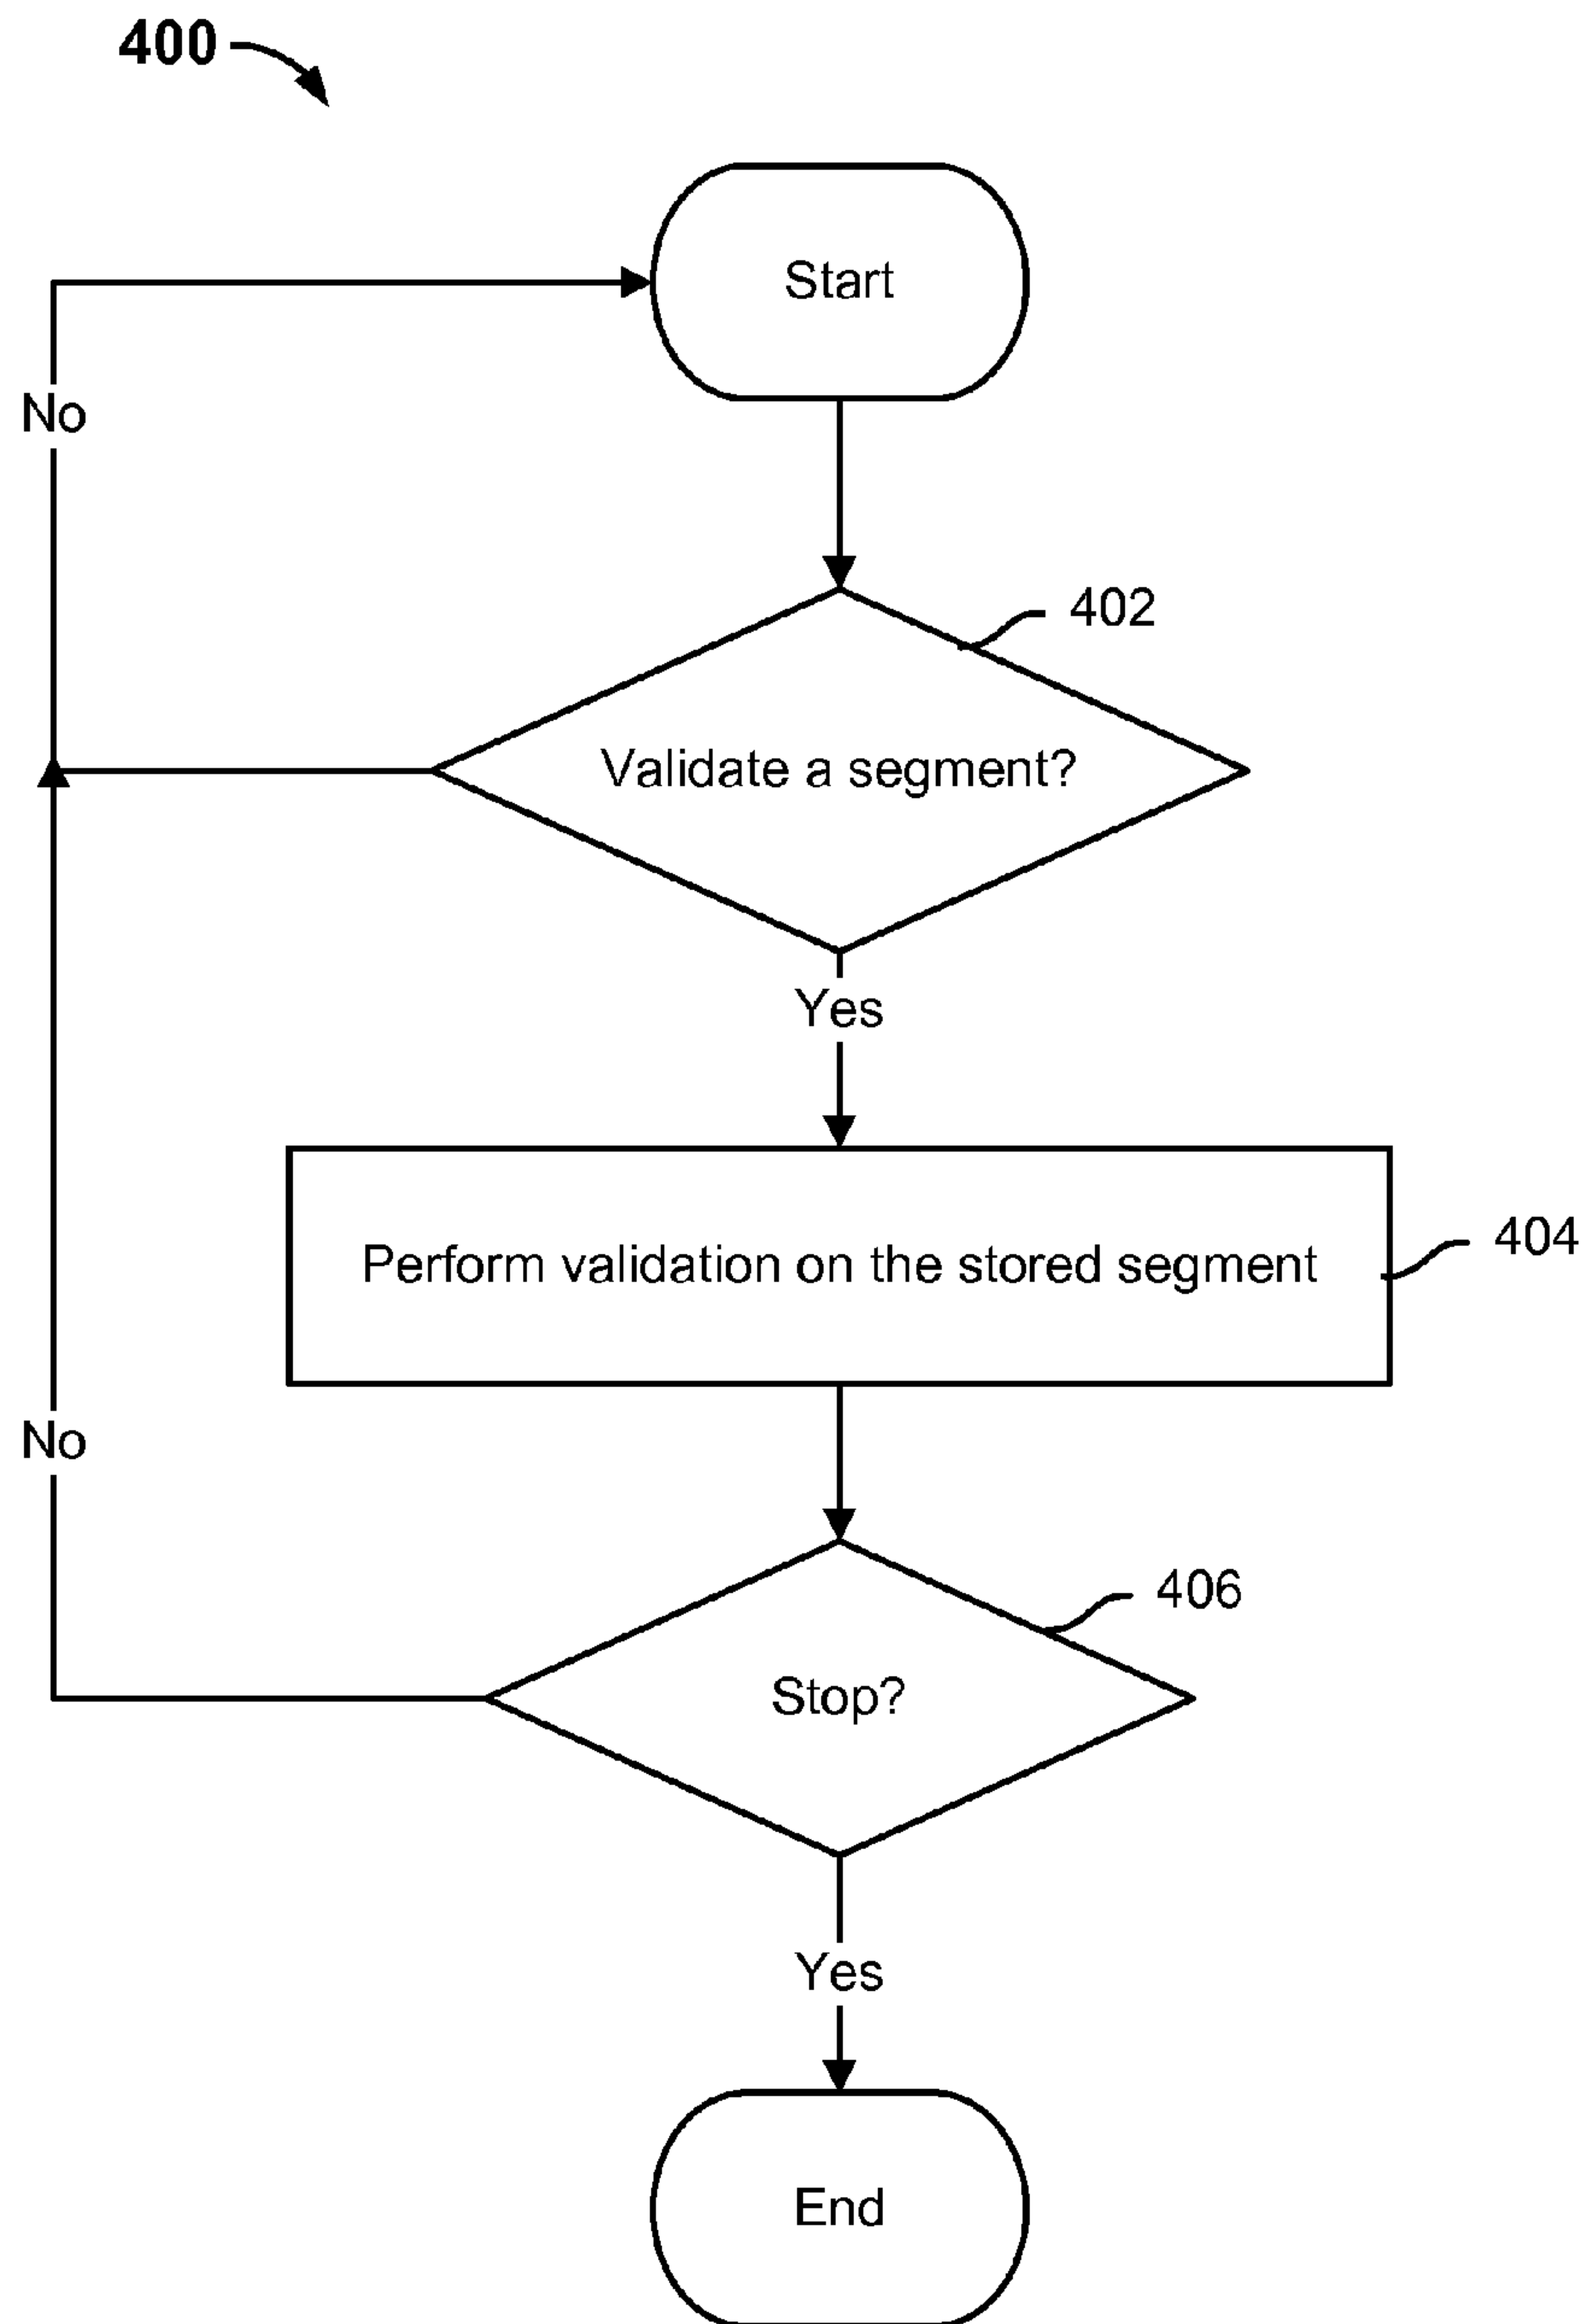 400
Start
No
402
Validate a segment?
Yes
404
Perform validation on the stored segment
No
406
Stop?
Yes
End